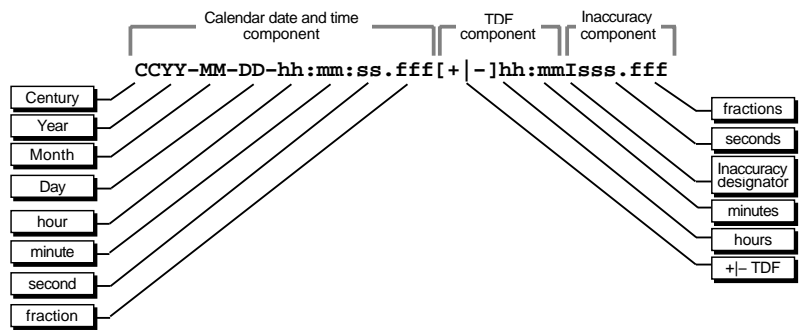 Calendar date and time
component
TDF
component
Inaccuracy
component
CCYY-MM-DD-hh:mm:ss.fff[+|-]hh:mmIsss.fff
Century
Year
Month
Day
hour
minute
second
fraction
fractions
seconds
Inaccuracy
designator
minutes
hours
+|– TDF